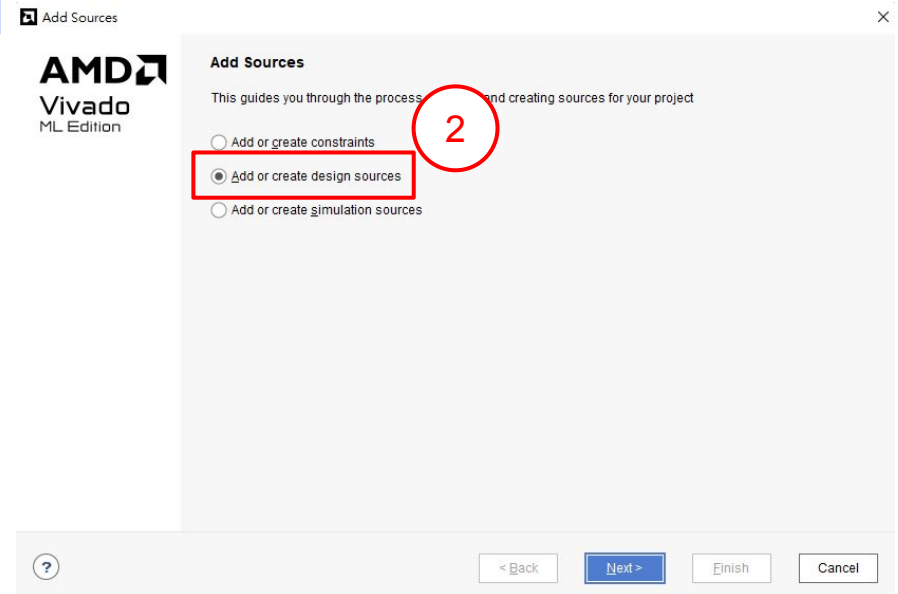 Add Sources
AMD
Vivado
ML Edition
Add Sources
This guides you through the process and creating sources for your project
2
Add or create constraints
Add or create design sources
Add or create simulation sources
?
< Back
Next >
Finish
Cancel